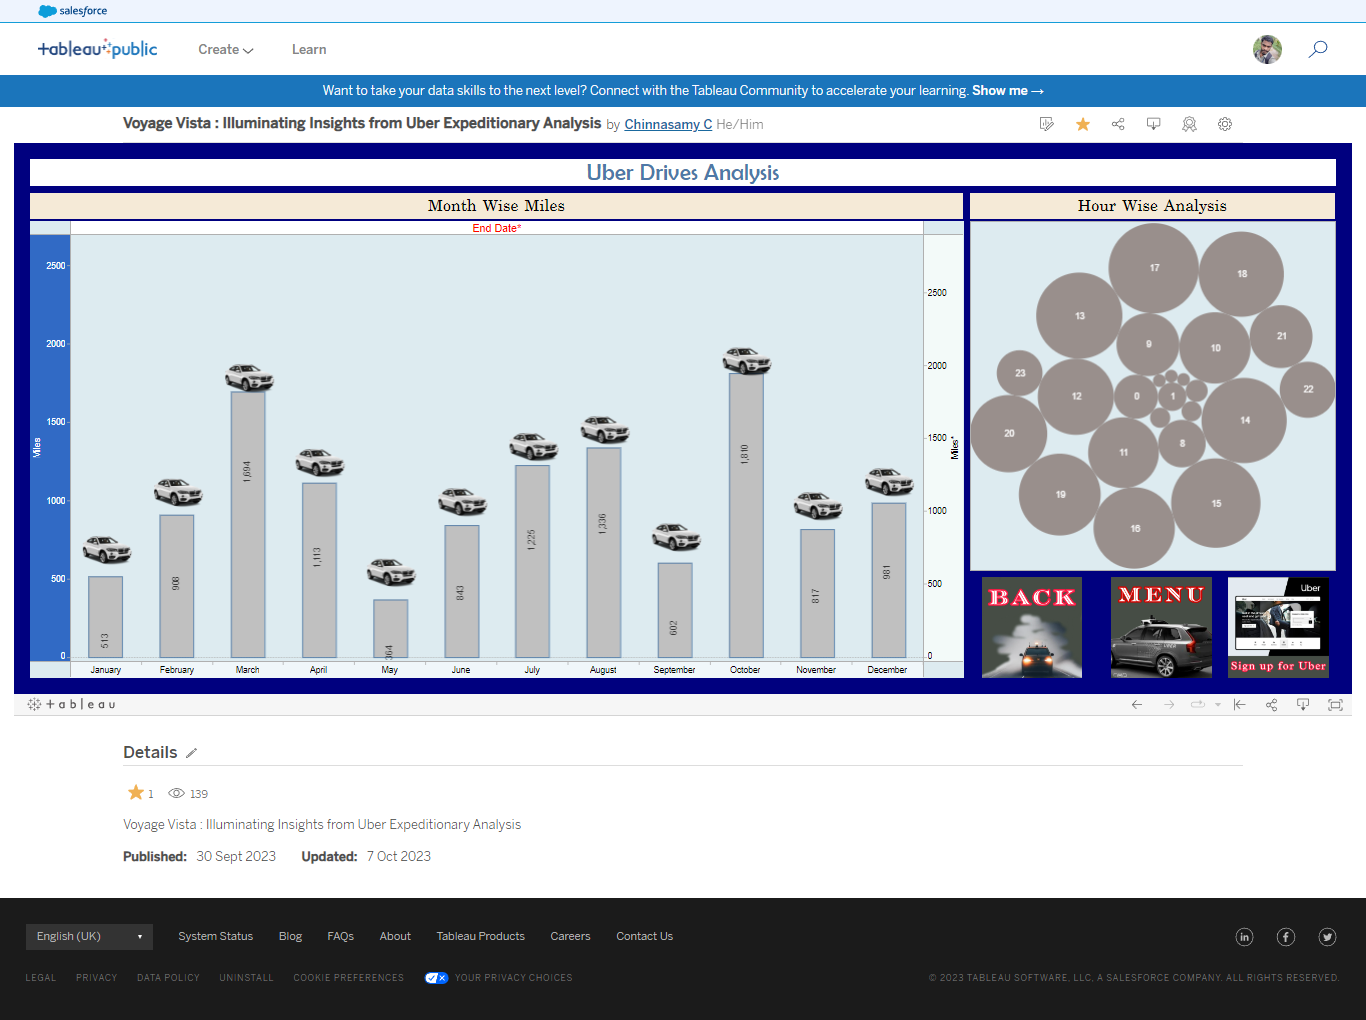 salesforce
+ableau public Create Learn
Want to take your data skills to the next level? Connect with the Tableau Community to accelerate your learning. Show me →
Voyage Vista : Illuminating Insights from Uber Expeditionary Analysis by Chinnasamy C He/Him
Uber Drives Analysis
Month Wise Miles
End Date*
Miles
2500
2000
1500
1000
500
0
513
908
1,694
1,113
364
843
1,225
1,336
602
1,810
817
981
January February March April May June July August September October November December
2500
2000
1500
1000
500
0
Miles*
Hour Wise Analysis
17
18
13
9
10
21
23
12
0
1
22
20
14
11
8
19
16
15
BACK
MENU
Uber
Sign up for Uber
+ a b l e a u
Details
1 139
Voyage Vista : Illuminating Insights from Uber Expeditionary Analysis
Published: 30 Sept 2023 Updated: 7 Oct 2023
English (UK) System Status Blog FAQs About Tableau Products Careers Contact Us
LEGAL PRIVACY DATA POLICY UNINSTALL COOKIE PREFERENCES YOUR PRIVACY CHOICES
© 2023 TABLEAU SOFTWARE, LLC, A SALESFORCE COMPANY. ALL RIGHTS RESERVED.